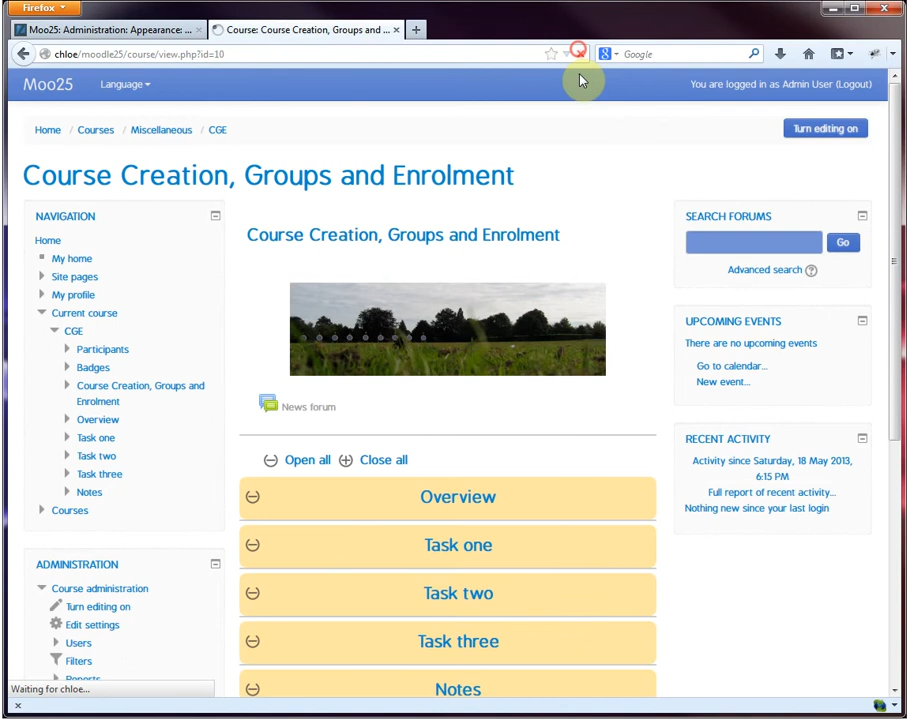 Firefox
Moo25: Administration: Appearance: ...
Course: Course Creation, Groups and ...
chloe/moodle25/course/view.php?id=10
Google
Moo25
Language
You are logged in as Admin User (Logout)
Home / Courses / Miscellaneous / CGE
Turn editing on
Course Creation, Groups and Enrolment
NAVIGATION
Home
My home
Site pages
My profile
Current course
CGE
Participants
Badges
Course Creation, Groups and
Enrolment
Overview
Task one
Task two
Task three
Notes
Courses
ADMINISTRATION
Course administration
Turn editing on
Edit settings
Users
Filters
Reports
Course Creation, Groups and Enrolment
News forum
Open all Close all
Overview
Task one
Task two
Task three
Notes
SEARCH FORUMS
Go
Advanced search
UPCOMING EVENTS
There are no upcoming events
Go to calendar...
New event...
RECENT ACTIVITY
Activity since Saturday, 18 May 2013,
6:15 PM
Full report of recent activity...
Nothing new since your last login
Waiting for chloe...